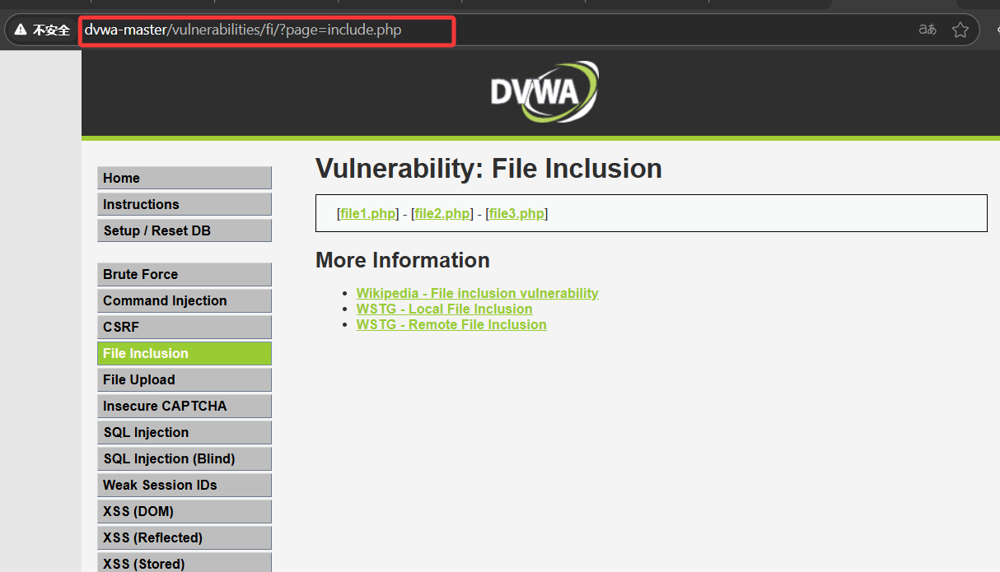 不安全 dvwa-master/vulnerabilities/fi/?page=include.php aあ
DVWA
Home
Instructions
Setup / Reset DB
Brute Force
Command Injection
CSRF
File Inclusion
File Upload
Insecure CAPTCHA
SQL Injection
SQL Injection (Blind)
Weak Session IDs
XSS (DOM)
XSS (Reflected)
XSS (Stored)
Vulnerability: File Inclusion
[file1.php] - [file2.php] - [file3.php]
More Information
Wikipedia - File inclusion vulnerability
WSTG - Local File Inclusion
WSTG - Remote File Inclusion